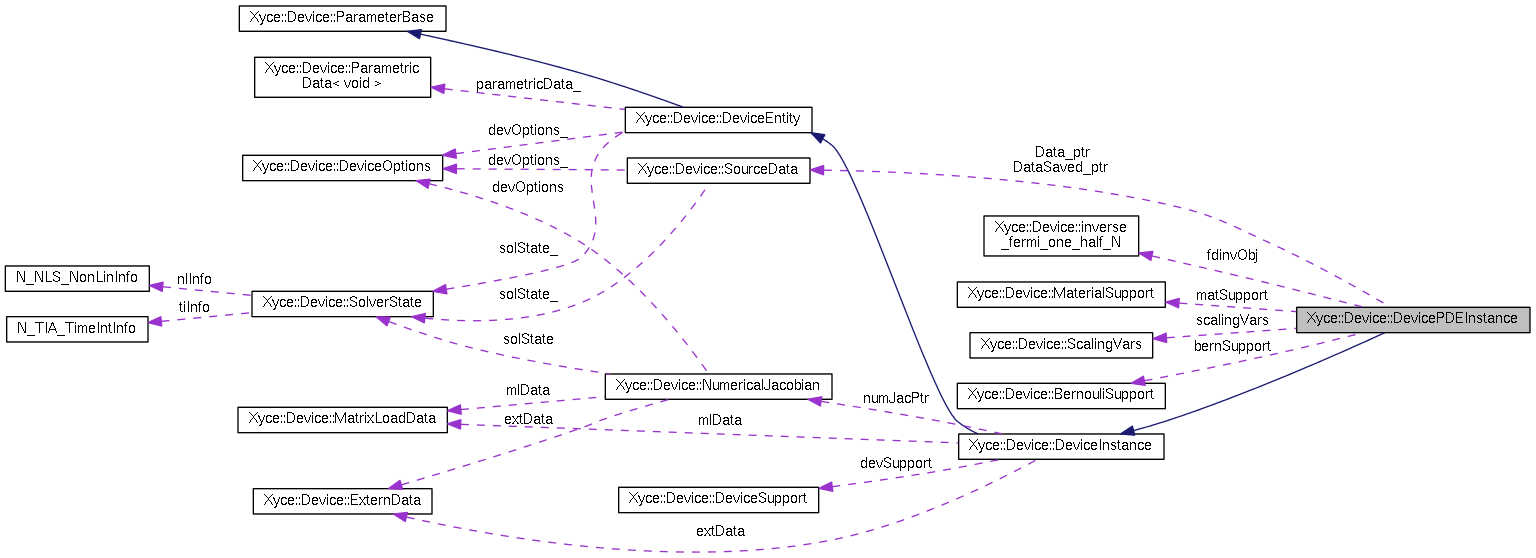 Xyce::Device::ParameterBase
Xyce::Device::Parametric
Data< void >
parametricData_
Xyce::Device::DeviceEntity
devOptions_
Xyce::Device::DeviceOptions
devOptions_
Xyce::Device::SourceData
Data_ptr
DataSaved_ptr
devOptions
Xyce::Device::inverse
_fermi_one_half_N
solState_
fdinvObj
N_NLS_NonLinInfo
nlInfo
Xyce::Device::SolverState
solState_
Xyce::Device::MaterialSupport
matSupport
tiInfo
N_TIA_TimeIntInfo
scalingVars
Xyce::Device::DevicePDEInstance
solState
Xyce::Device::ScalingVars
bernSupport
Xyce::Device::NumericalJacobian
mlData
numJacPtr
Xyce::Device::BernouliSupport
Xyce::Device::MatrixLoadData
extData
mlData
Xyce::Device::DeviceInstance
devSupport
Xyce::Device::ExternData
Xyce::Device::DeviceSupport
extData